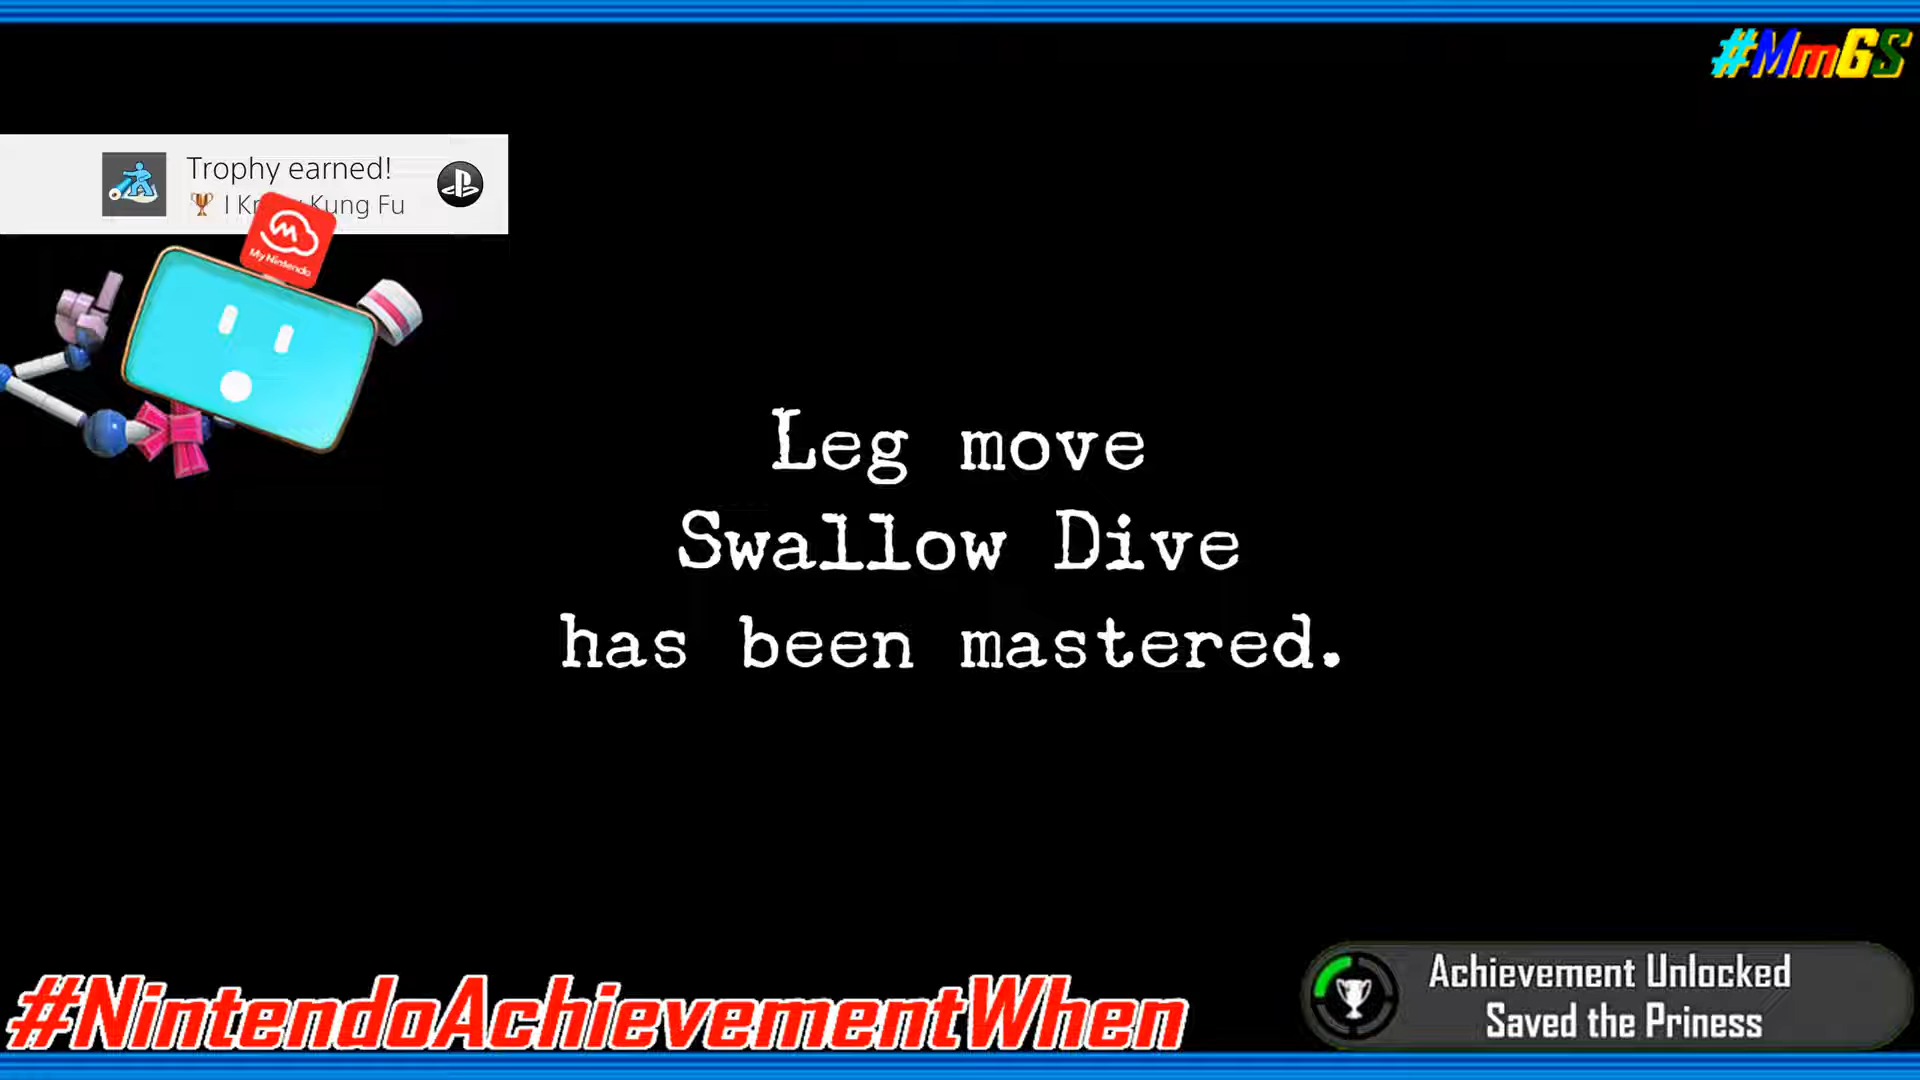 #MmGS
Trophy earned!
I Kn Kung Fu
My Nintendo
Leg move
Swallow Dive
has been mastered.
#NintendoAchievementWhen
Achievement Unlocked
Saved the Priness